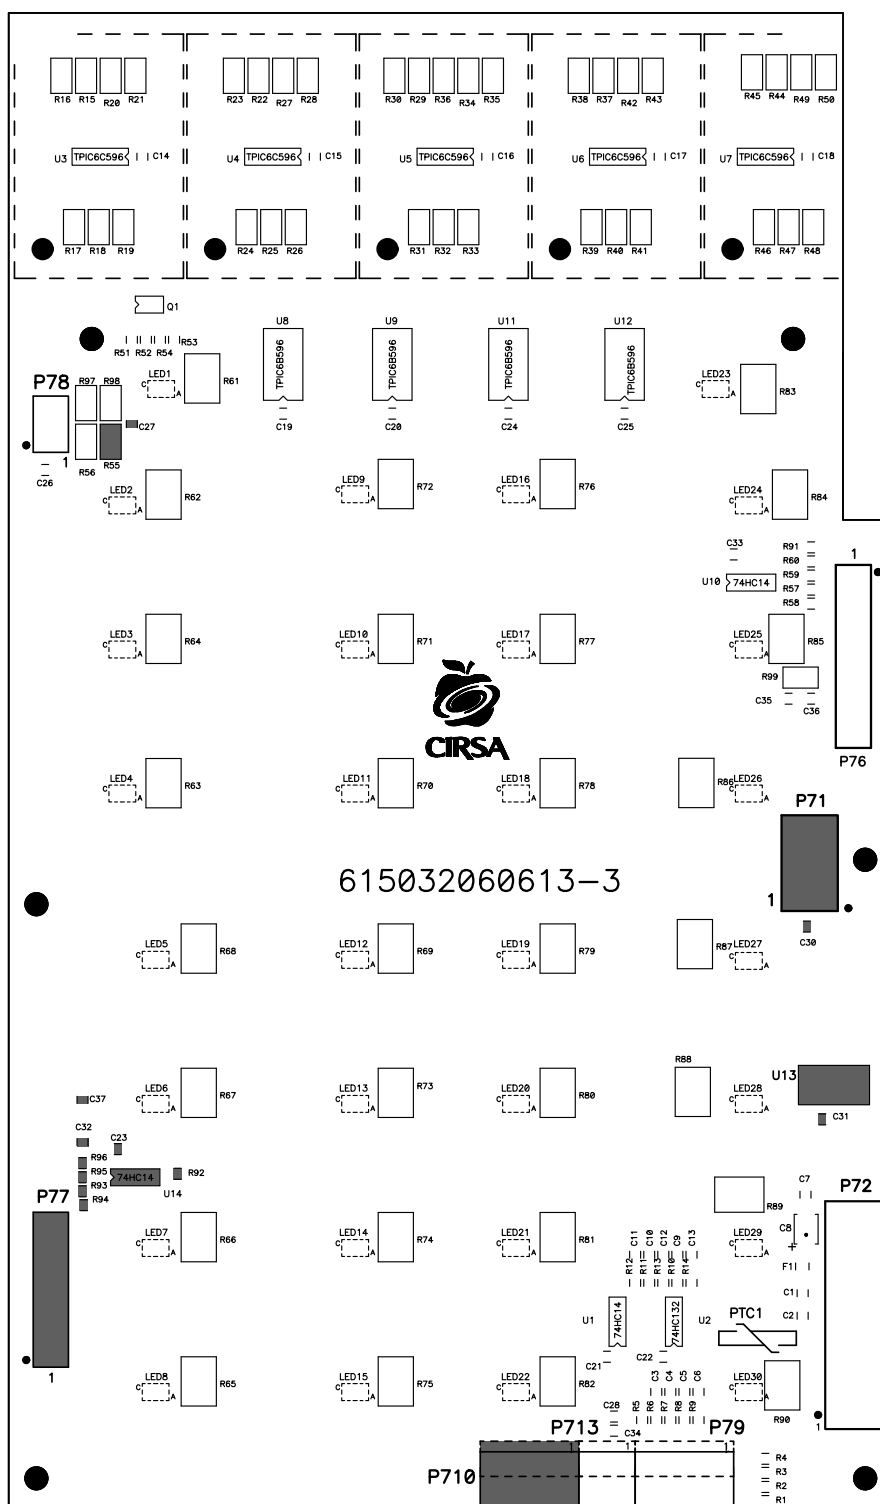 R16 R15 R20 R21 R23 R22 R27 R28 R30 R29 R36 R34 R35 R38 R37 R42 R43 R45 R44 R49 R50
U3 TPIC6C596 C14 U4 TPIC6C596 C15 U5 TPIC6C596 C16 U6 TPIC6C596 C17 U7 TPIC6C596 C18
R17 R18 R19 R24 R25 R26 R31 R32 R33 R39 R40 R41 R46 R47 R48
Q1
U8 U9 U11 U12
R51 R52 R54 R53
TPIC6B596 TPIC6B596 TPIC6B596 TPIC6B596
P78 R97 R98 LED1 C A R61 LED23 C A R83
C27 C19 C20 C24 C25
1 R56 R55
C26
LED2 C A R62 LED9 C A R72 LED16 C A R76 LED24 C A R84
C33 R91
R60
R59
U10 74HC14 R57
R58
1
LED3 C A R64 LED10 C A R71 LED17 C A R77 LED25 C A R85
R99
C35 C36
CIRSA
P76
LED4 C A R63 LED11 C A R70 LED18 C A R78 R86 LED26 C A
P71
615032060613-3
1
C30
LED5 C A R68 LED12 C A R69 LED19 C A R79 R87 LED27 C A
R88
U13
LED6 C A R67 LED13 C A R73 LED20 C A R80 LED28 C A
C37
C31
C32 C23
R96
R95 74HC14 R92
R93 U14
R94
P77
C7 P72
R89
LED7 C A R66 LED14 C A R74 LED21 C A R81 LED29 C A
C11 C10 C12 C9 C13
C8
+
R12 R11 R13 R10 R14
F1
C1
C2
U1 74HC14 74HC132 U2
PTC1
C21 C22
1
LED8 C A R65 LED15 C A R75 LED22 C A R82 LED30 C A
C3 C4 C5 C6
R90
C28 R5 R6 R7 R8 R9
1
P713 C34 P79
1 1 1
P710
R4
R3
R2
R1